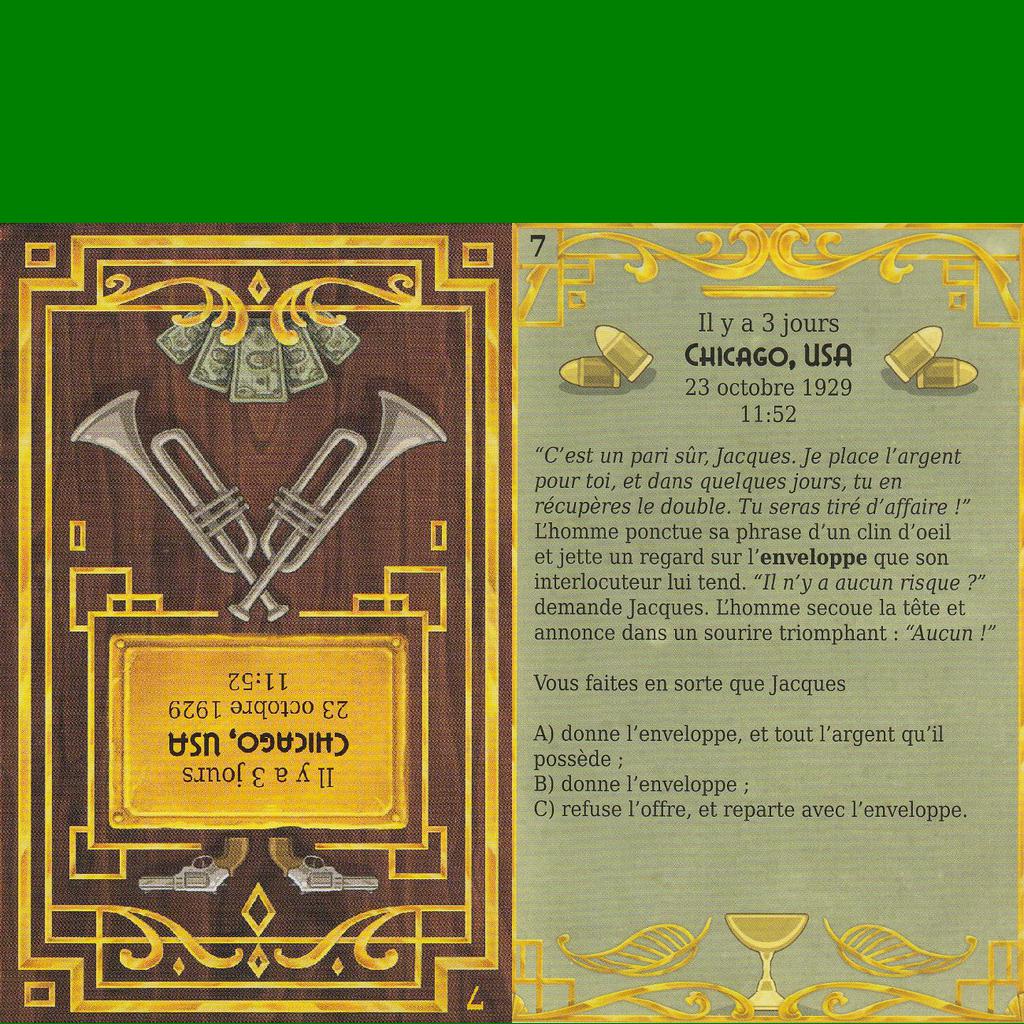 Il y a 3 jours
CHICAGO, USA
23 octobre 1929
11:52
7
7
Il y a 3 jours
CHICAGO, USA
23 octobre 1929
11:52
“C’est un pari sûr, Jacques. Je place l’argent
pour toi, et dans quelques jours, tu en
récupères le double. Tu seras tiré d’affaire !”
L’homme ponctue sa phrase d’un clin d’oeil
et jette un regard sur l’enveloppe que son
interlocuteur lui tend. “Il n’y a aucun risque ?”
demande Jacques. L’homme secoue la tête et
annonce dans un sourire triomphant : “Aucun !”
Vous faites en sorte que Jacques
A) donne l’enveloppe, et tout l’argent qu’il
possède ;
B) donne l’enveloppe ;
C) refuse l’offre, et reparte avec l’enveloppe.